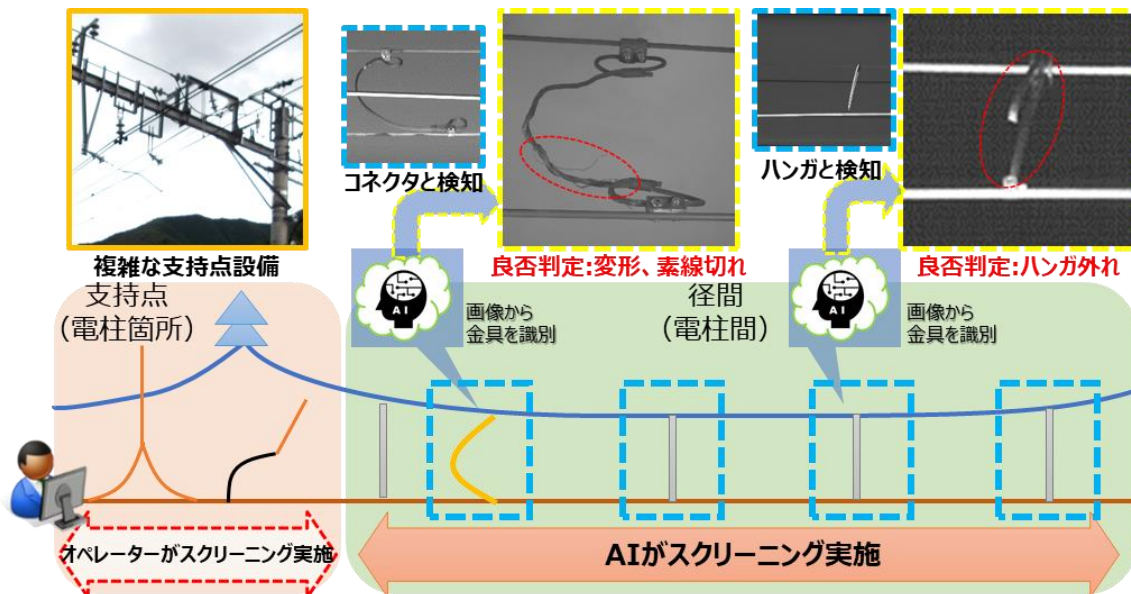 コネクタと検知
ハンガと検知
複雑な支持点設備
良否判定:変形、素線切れ
良否判定:ハンガ外れ
支持点
（電柱箇所）
AI
画像から
金具を識別
径間
（電柱間）
AI
画像から
金具を識別
オペレーターがスクリーニング実施
AIがスクリーニング実施